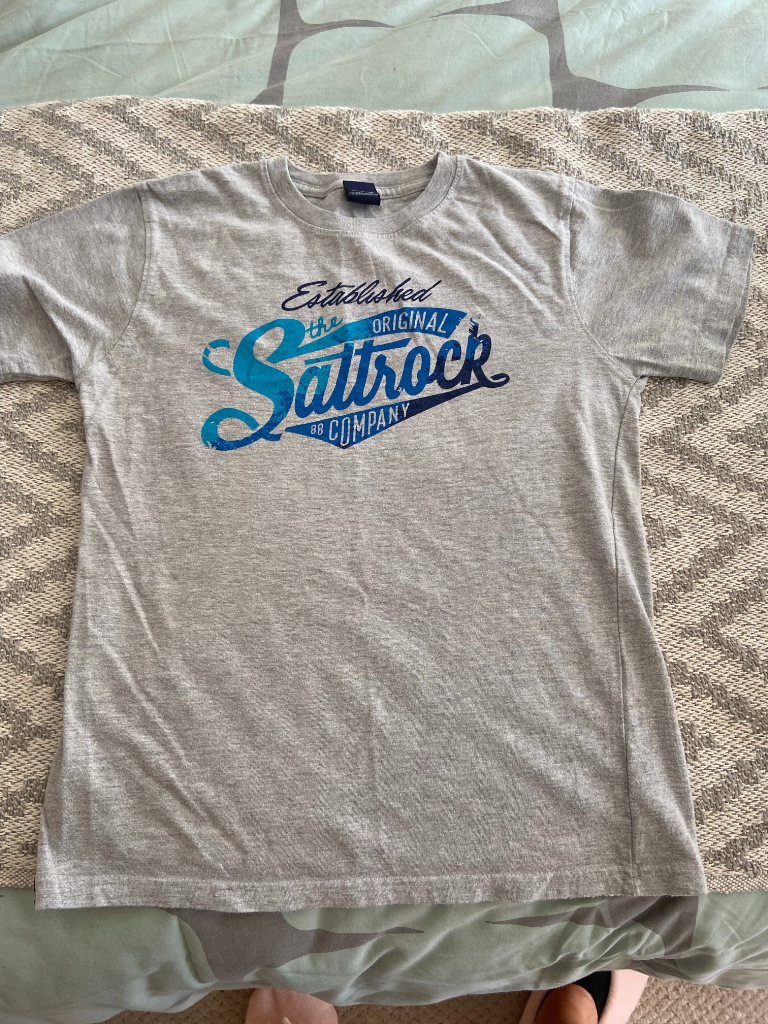 Established
the ORIGINAL
Saltrock
88 COMPANY